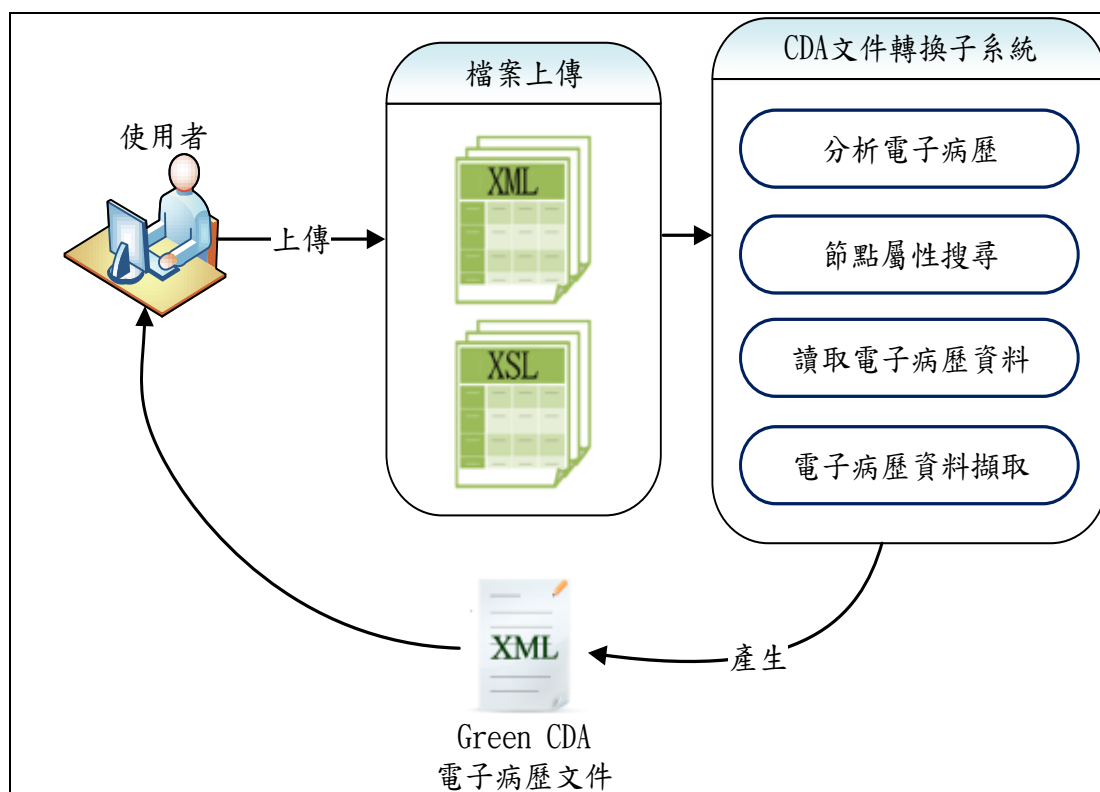 使用者
上傳
檔案上傳
XML
XSL
CDA文件轉換子系統
分析電子病歷
節點屬性搜尋
讀取電子病歷資料
電子病歷資料擷取
產生
XML
Green CDA
電子病歷文件